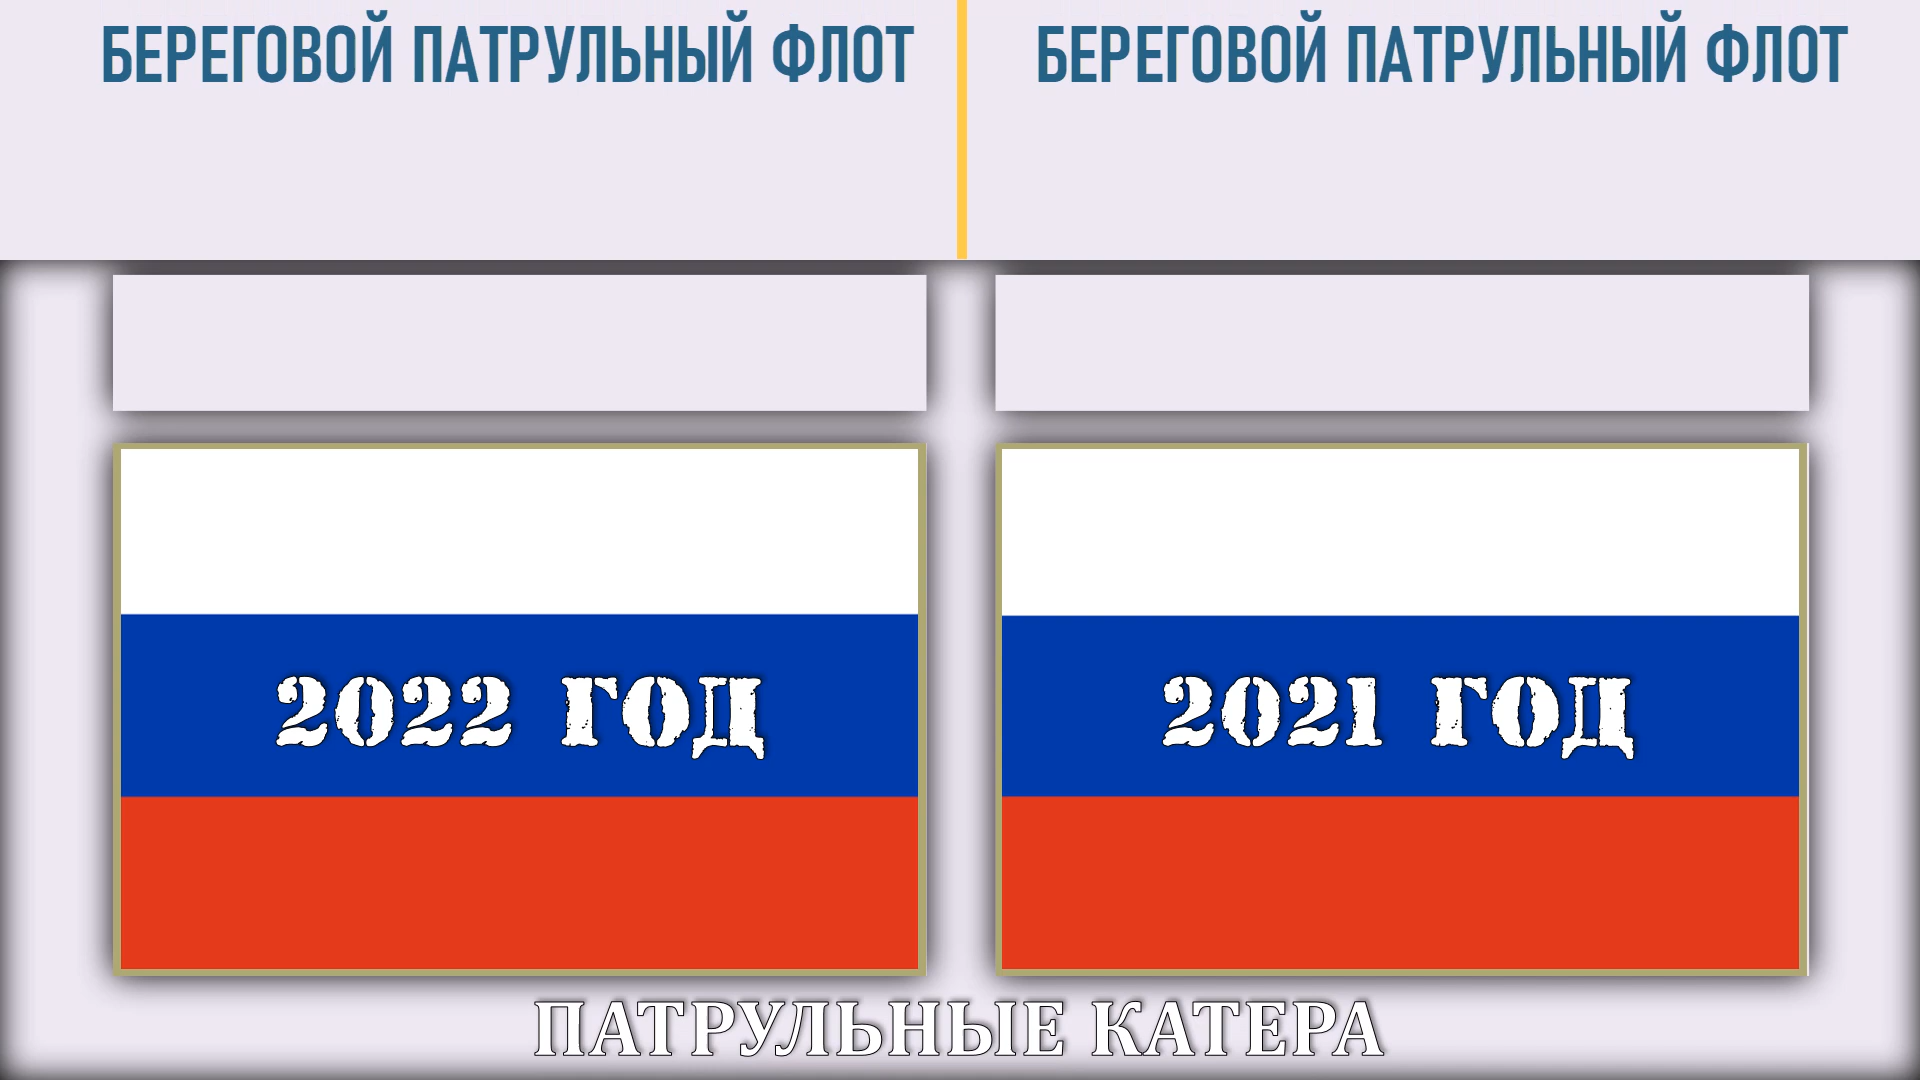 БЕРЕГОВОЙ ПАТРУЛЬНЫЙ ФЛОТ
БЕРЕГОВОЙ ПАТРУЛЬНЫЙ ФЛОТ
2022 ГОД
2021 ГОД
ПАТРУЛЬНЫЕ КАТЕРА